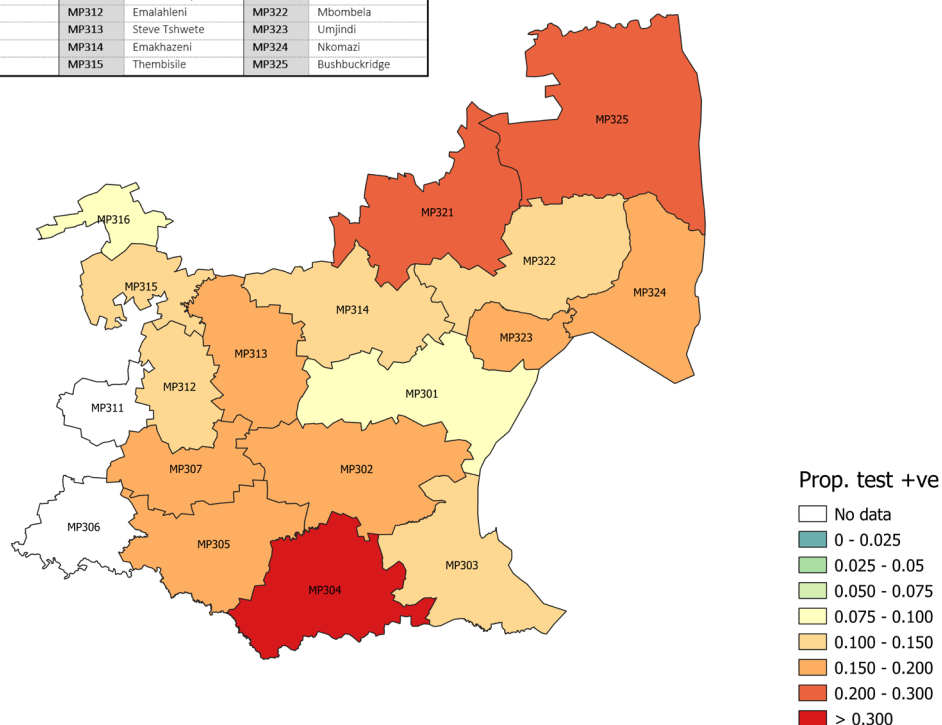 MP312 Emalahleni MP322 Mbombela
MP313 Steve Tshwete MP323 Umjindi
MP314 Emakhazeni MP324 Nkomazi
MP315 Thembisile MP325 Bushbuckridge
MP325
MP316
MP321
MP322
MP315
MP324
MP314
MP323
MP313
MP312
MP301
MP311
MP307
MP302
MP306
MP305
MP303
MP304
Prop. test +ve
No data
0 - 0.025
0.025 - 0.05
0.050 - 0.075
0.075 - 0.100
0.100 - 0.150
0.150 - 0.200
0.200 - 0.300
> 0.300